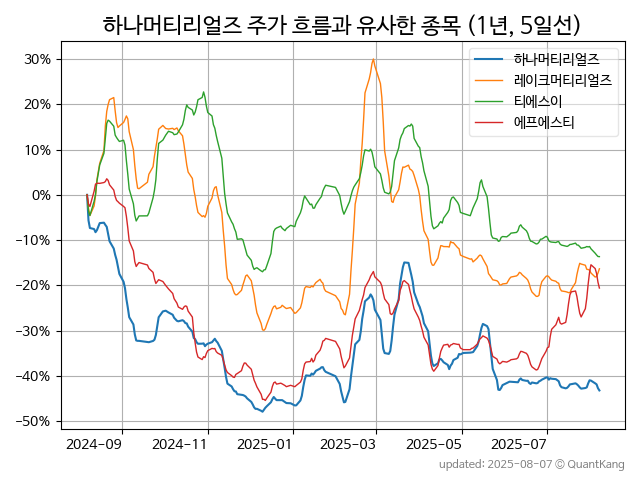 하나머티리얼즈 주가 흐름과 유사한 종목 (1년, 5일선)
하나머티리얼즈
레이크머티리얼즈
티에스이
에프에스티
30%
20%
10%
0%
−10%
−20%
−30%
−40%
−50%
2024-09
2024-11
2025-01
2025-03
2025-05
2025-07
updated: 2025-08-07 © QuantKang